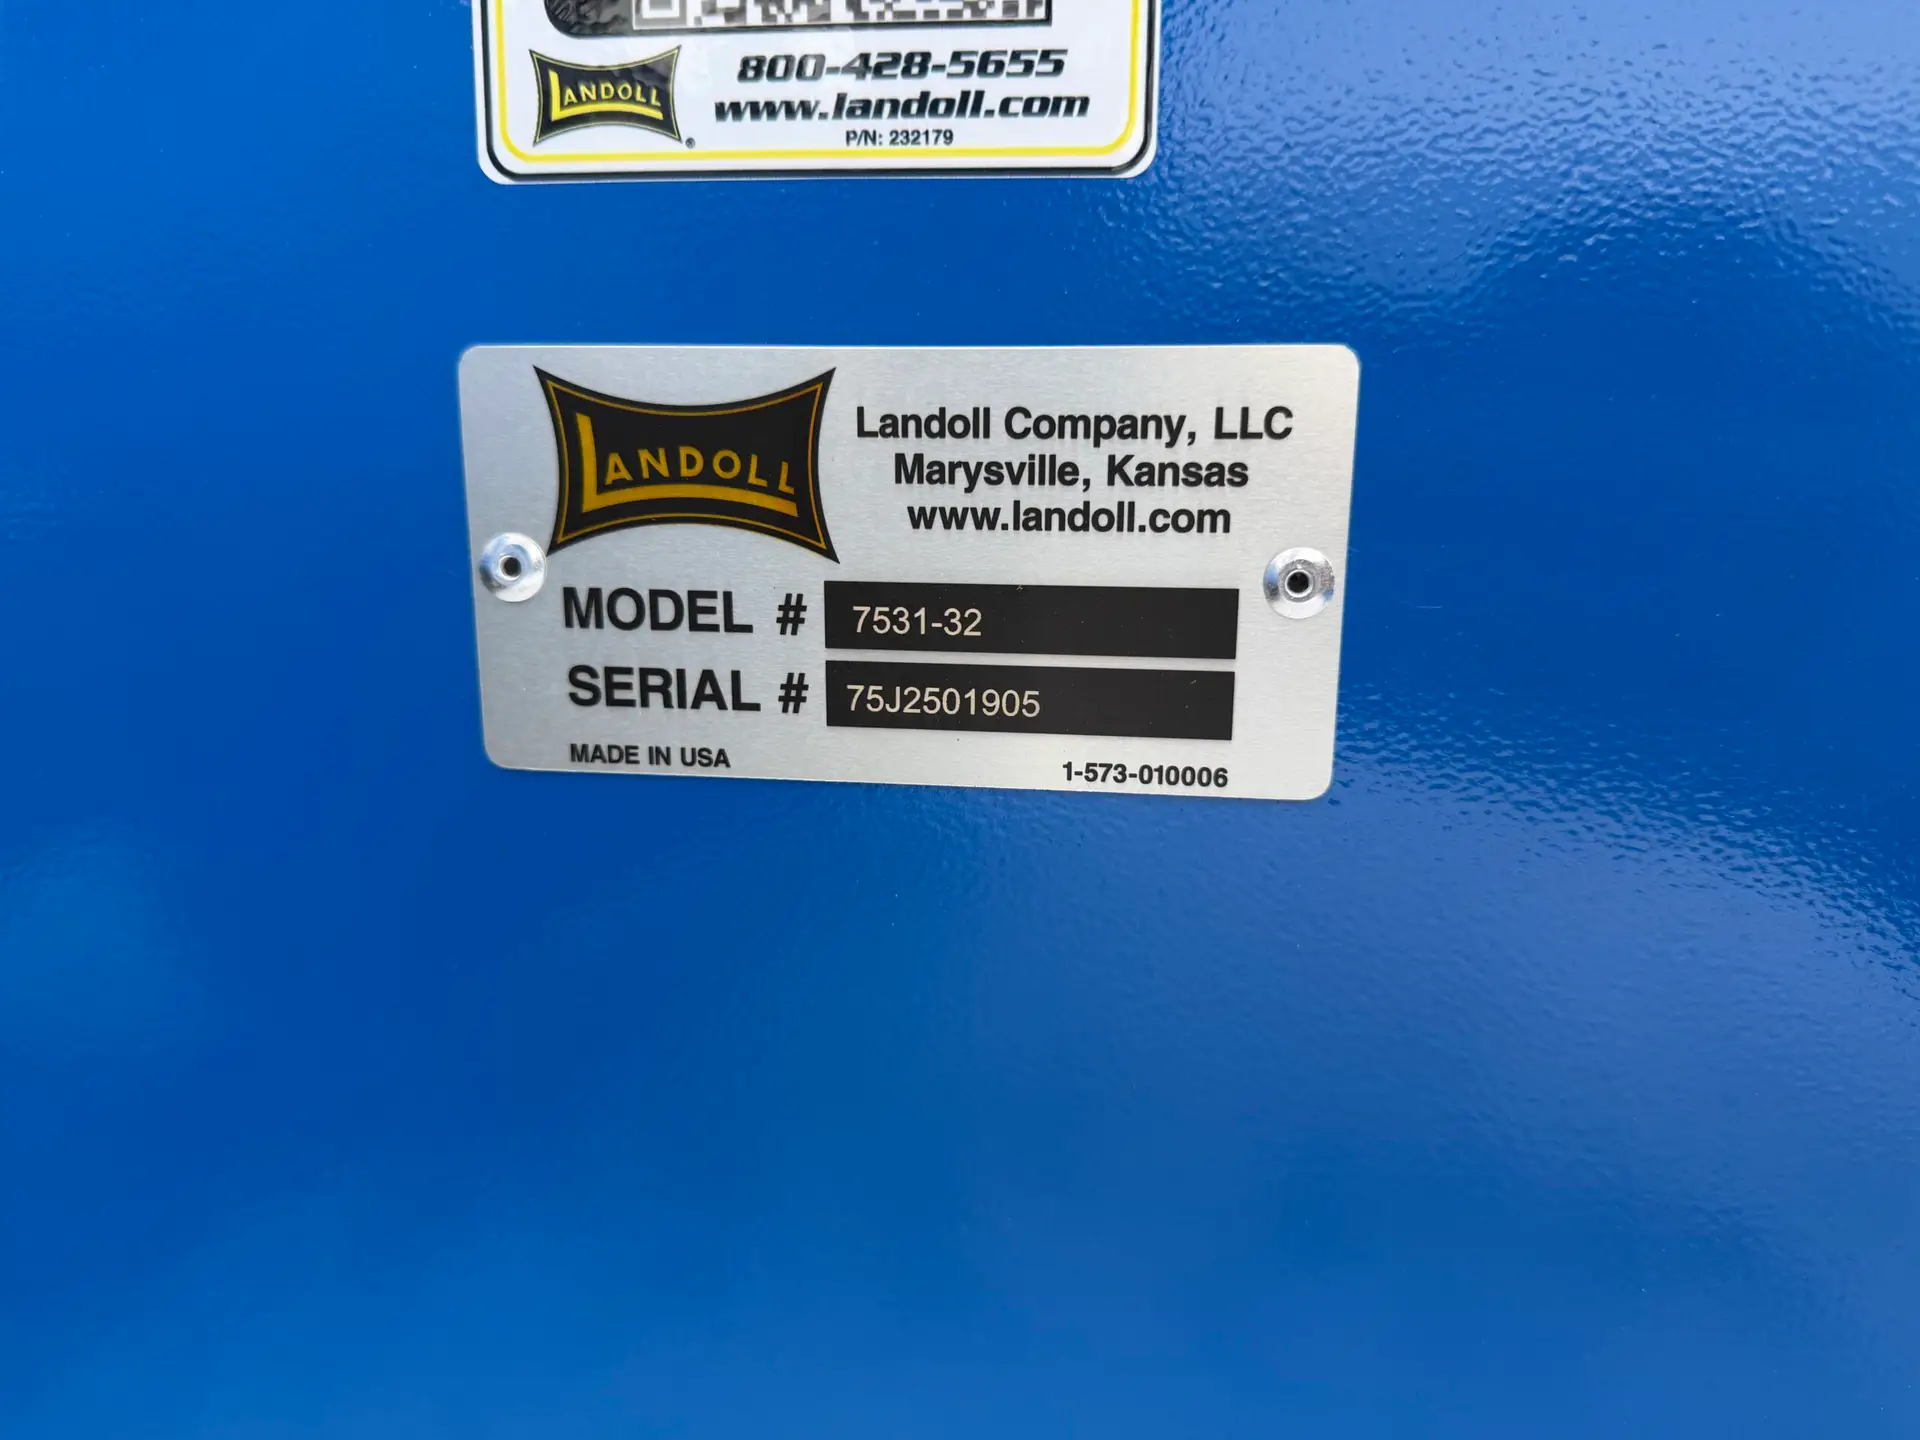 LANDOLL
®
800-428-5655
www.landoll.com
P/N: 232179
LANDOLL
Landoll Company, LLC
Marysville, Kansas
www.landoll.com
MODEL # 7531-32
SERIAL # 75J2501905
MADE IN USA
1-573-010006